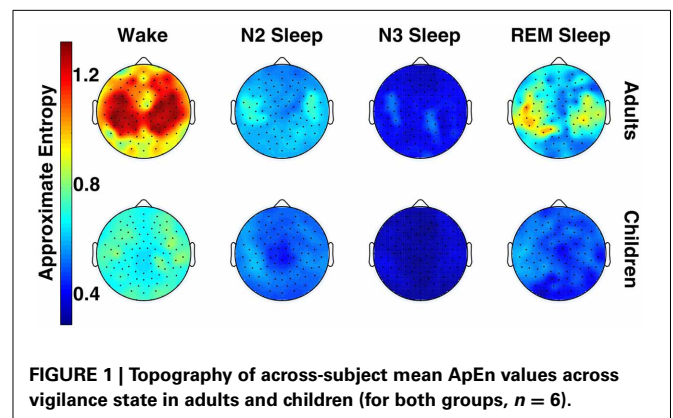 Wake N2 Sleep N3 Sleep REM Sleep
Approximate Entropy
1.2
0.8
0.4
Adults
Children
FIGURE 1 | Topography of across-subject mean ApEn values across
vigilance state in adults and children (for both groups, n = 6).